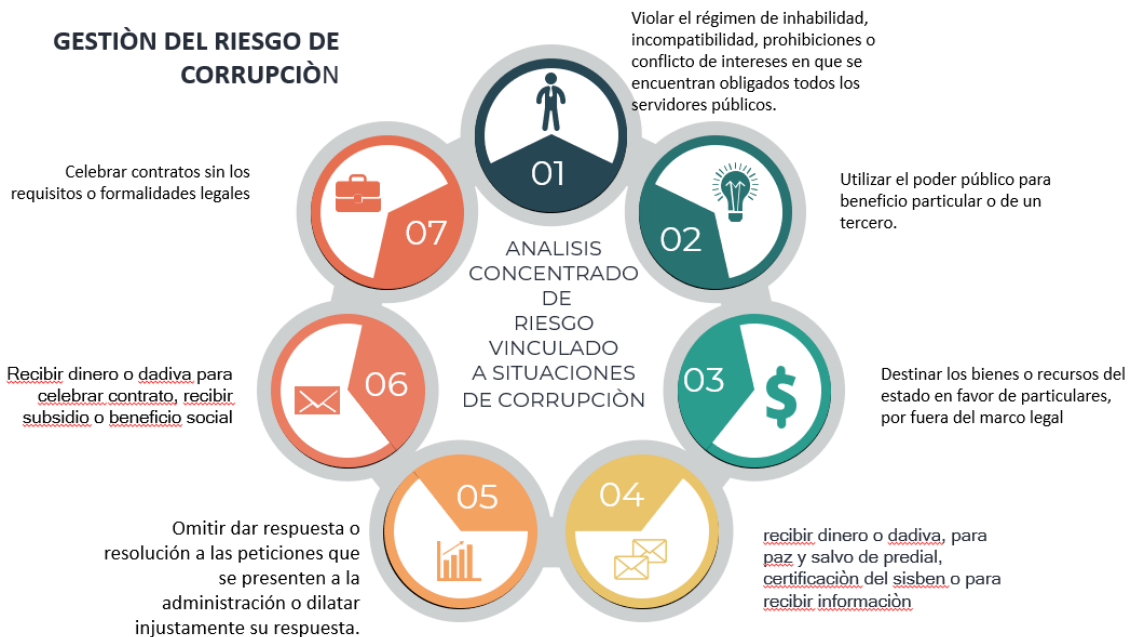 GESTIÒN DEL RIESGO DE
CORRUPCIÒN
01
Violar el régimen de inhabilidad,
incompatibilidad, prohibiciones o
conflicto de intereses en que se
encuentran obligados todos los
servidores públicos.
02
Utilizar el poder público para
beneficio particular o de un
tercero.
03
Destinar los bienes o recursos del
estado en favor de particulares,
por fuera del marco legal
04
recibir dinero o dadiva, para
paz y salvo de predial,
certificaciòn del sisben o para
recibir informaciòn
05
Omitir dar respuesta o
resolución a las peticiones que
se presenten a la
administración o dilatar
injustamente su respuesta.
06
Recibir dinero o dadiva para
celebrar contrato, recibir
subsidio o beneficio social
07
Celebrar contratos sin los
requisitos o formalidades legales
ANALISIS
CONCENTRADO
DE
RIESGO
VINCULADO
A SITUACIONES
DE CORRUPCIÒN